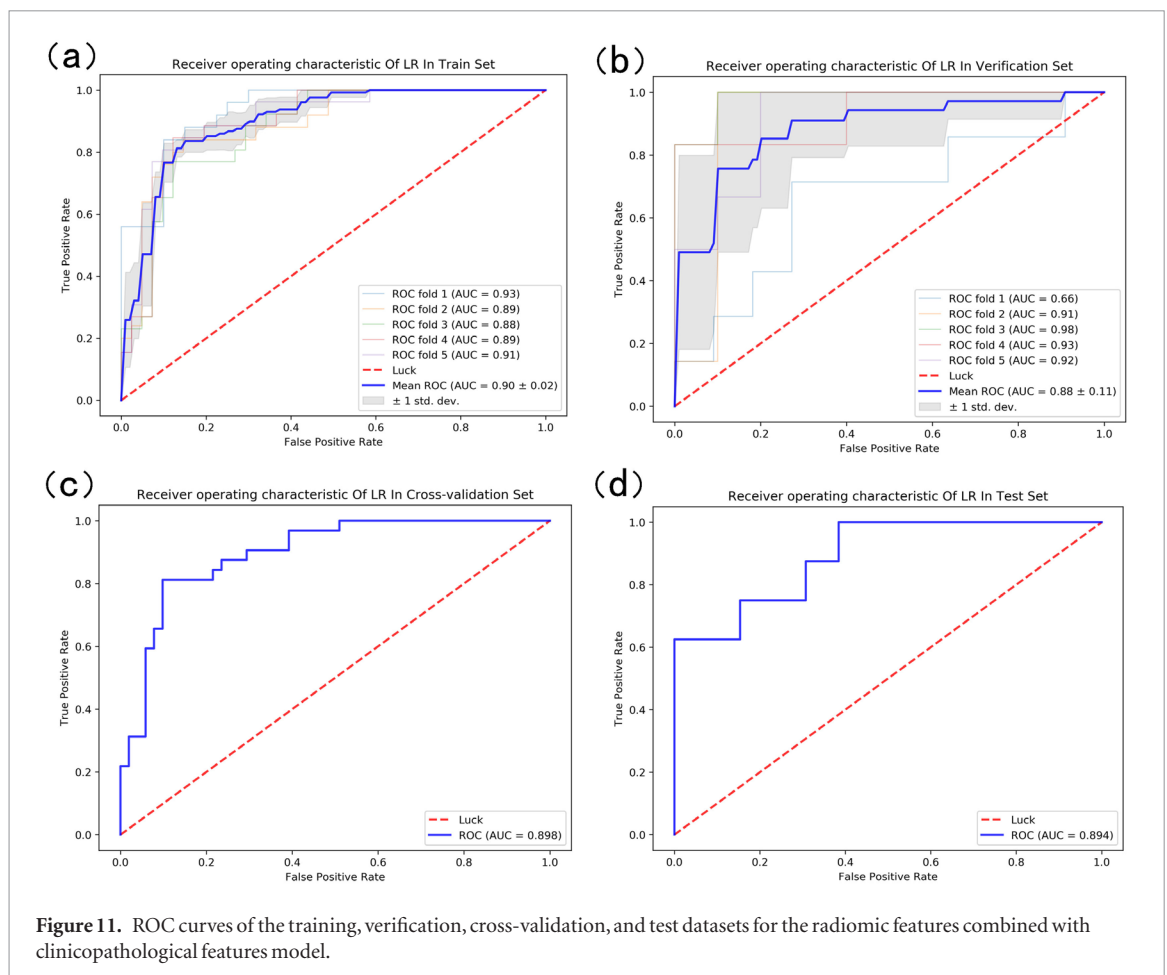 (a)
Receiver operating characteristic Of LR In Train Set
True Positive Rate
1.0
0.8
0.6
0.4
0.2
0.0
0.0 0.2 0.4 0.6 0.8 1.0
False Positive Rate
ROC fold 1 (AUC = 0.93)
ROC fold 2 (AUC = 0.89)
ROC fold 3 (AUC = 0.88)
ROC fold 4 (AUC = 0.89)
ROC fold 5 (AUC = 0.91)
Luck
Mean ROC (AUC = 0.90 ± 0.02)
± 1 std. dev.
(b)
Receiver operating characteristic Of LR In Verification Set
True Positive Rate
1.0
0.8
0.6
0.4
0.2
0.0
0.0 0.2 0.4 0.6 0.8 1.0
False Positive Rate
ROC fold 1 (AUC = 0.66)
ROC fold 2 (AUC = 0.91)
ROC fold 3 (AUC = 0.98)
ROC fold 4 (AUC = 0.93)
ROC fold 5 (AUC = 0.92)
Luck
Mean ROC (AUC = 0.88 ± 0.11)
± 1 std. dev.
(c)
Receiver operating characteristic Of LR In Cross-validation Set
True Positive Rate
1.0
0.8
0.6
0.4
0.2
0.0
0.0 0.2 0.4 0.6 0.8 1.0
False Positive Rate
Luck
ROC (AUC = 0.898)
(d)
Receiver operating characteristic Of LR In Test Set
True Positive Rate
1.0
0.8
0.6
0.4
0.2
0.0
0.0 0.2 0.4 0.6 0.8 1.0
False Positive Rate
Luck
ROC (AUC = 0.894)
Figure 11. ROC curves of the training, verification, cross-validation, and test datasets for the radiomic features combined with
clinicopathological features model.